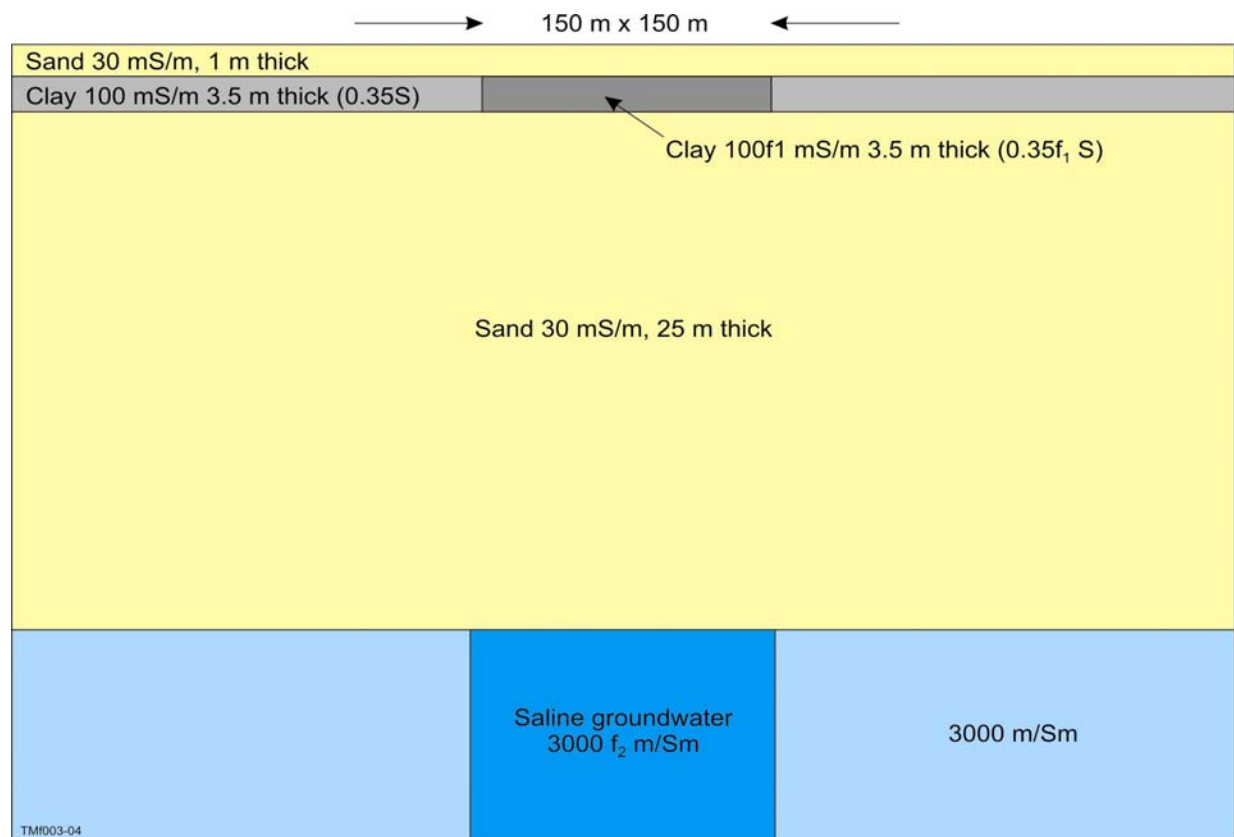 150 m x 150 m
Sand 30 mS/m, 1 m thick
Clay 100 mS/m 3.5 m thick (0.35S)
Clay 100f1 mS/m 3.5 m thick (0.35f₁ S)
Sand 30 mS/m, 25 m thick
Saline groundwater
3000 f₂ m/Sm
3000 m/Sm
TMf003-04